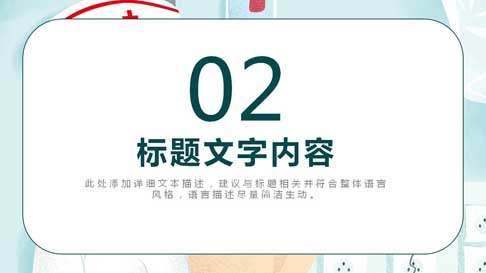 02
标题文字内容
此处添加详细文本描述，建议与标题相关并符合整体语言
风格，语言描述尽量简洁生动。